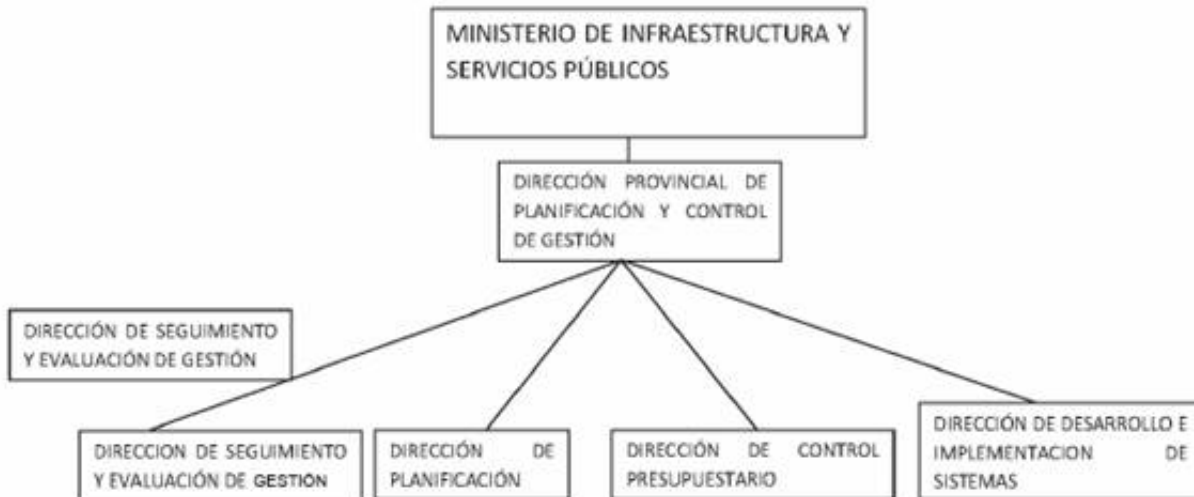 MINISTERIO DE INFRAESTRUCTURA Y
SERVICIOS PÚBLICOS
DIRECCIÓN PROVINCIAL DE
PLANIFICACIÓN Y CONTROL
DE GESTIÓN
DIRECCIÓN DE SEGUIMIENTO
Y EVALUACIÓN DE GESTIÓN
DIRECCION DE SEGUIMIENTO
Y EVALUACIÓN DE GESTIÓN
DIRECCIÓN DE
PLANIFICACIÓN
DIRECCIÓN DE CONTROL
PRESUPUESTARIO
DIRECCIÓN DE DESARROLLO E
IMPLEMENTACION DE
SISTEMAS